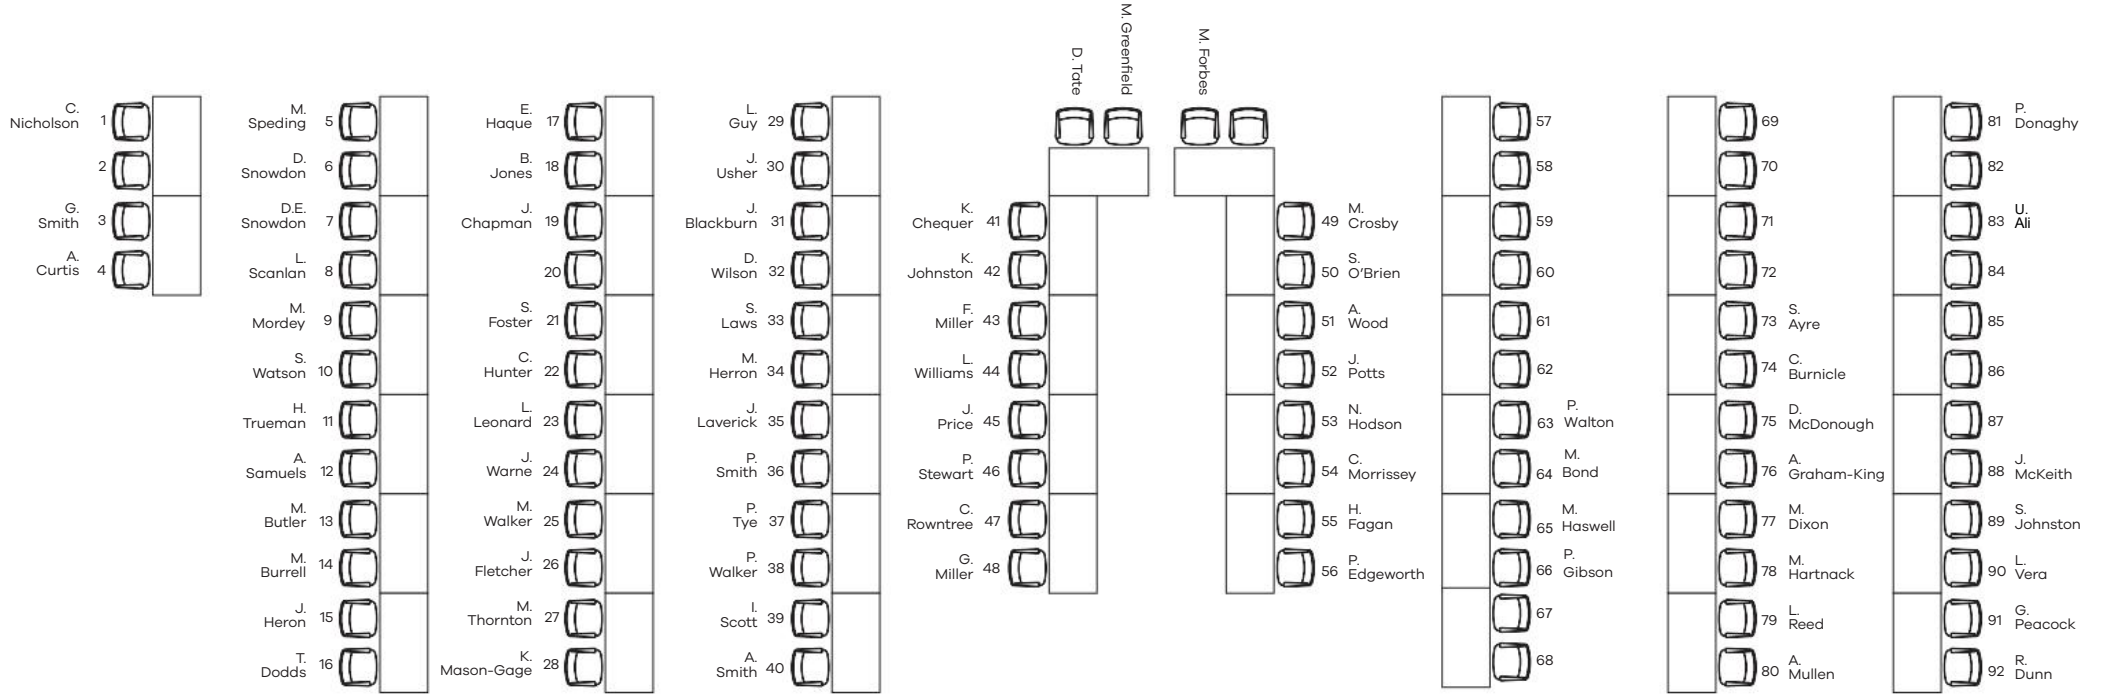 D. Tate
M. Greenfield
M. Forbes
C.
Nicholson 1
2
G.
Smith 3
A.
Curtis 4
M.
Speding 5
D.
Snowdon 6
D.E.
Snowdon 7
L.
Scanlan 8
M.
Mordey 9
S.
Watson 10
H.
Trueman 11
A.
Samuels 12
M.
Butler 13
M.
Burrell 14
J.
Heron 15
T.
Dodds 16
E.
Haque 17
B.
Jones 18
J.
Chapman 19
20
S.
Foster 21
C.
Hunter 22
L.
Leonard 23
J.
Warne 24
M.
Walker 25
J.
Fletcher 26
M.
Thornton 27
K.
Mason-Gage 28
L.
Guy 29
J.
Usher 30
J.
Blackburn 31
D.
Wilson 32
S.
Laws 33
M.
Herron 34
J.
Laverick 35
P.
Smith 36
P.
Tye 37
P.
Walker 38
I.
Scott 39
A.
Smith 40
K.
Chequer 41
K.
Johnston 42
F.
Miller 43
L.
Williams 44
J.
Price 45
P.
Stewart 46
C.
Rowntree 47
G.
Miller 48
M.
49 Crosby
S.
50 O'Brien
A.
51 Wood
J.
52 Potts
N.
53 Hodson
C.
54 Morrissey
H.
55 Fagan
P.
56 Edgeworth
57
58
59
60
61
62
P.
63 Walton
M.
64 Bond
M.
65 Haswell
P.
66 Gibson
67
68
69
70
71
72
S.
73 Ayre
C.
74 Burnicle
D.
75 McDonough
A.
76 Graham-King
M.
77 Dixon
M.
78 Hartnack
L.
79 Reed
A.
80 Mullen
P.
81 Donaghy
82
U.
83 Ali
84
85
86
87
J.
88 McKeith
S.
89 Johnston
L.
90 Vera
G.
91 Peacock
R.
92 Dunn